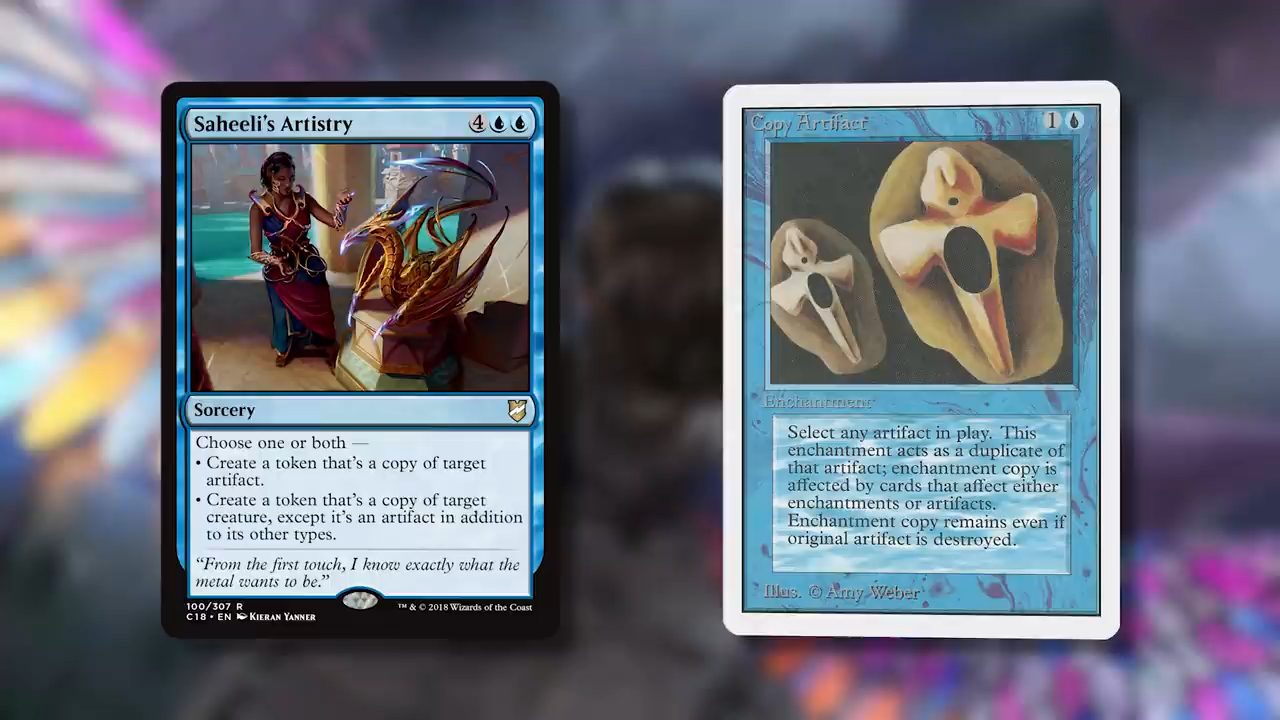 Saheeli's Artistry
4
Sorcery
Choose one or both —
• Create a token that's a copy of target
artifact.
• Create a token that's a copy of target
creature, except it's an artifact in addition
to its other types.
"From the first touch, I know exactly what the
metal wants to be."
100/307 R
C18 • EN KIERAN YANNER
™ & © 2018 Wizards of the Coast
Copy Artifact
1
Enchantment
Select any artifact in play. This
enchantment acts as a duplicate of
that artifact; enchantment copy is
affected by cards that affect either
enchantments or artifacts.
Enchantment copy remains even if
original artifact is destroyed.
Illus. © Amy Weber